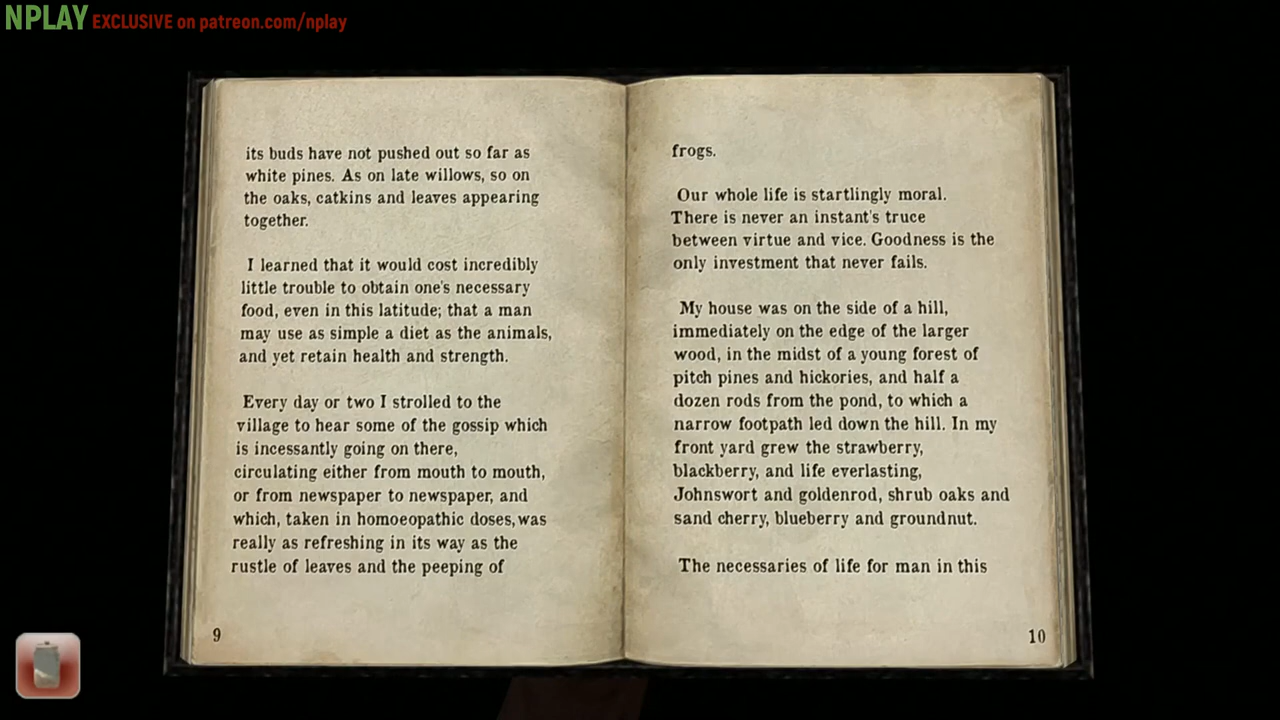 NPLAY EXCLUSIVE on patreon.com/nplay
its buds have not pushed out so far as
white pines. As on late willows, so on
the oaks, catkins and leaves appearing
together.
I learned that it would cost incredibly
little trouble to obtain one's necessary
food, even in this latitude; that a man
may use as simple a diet as the animals,
and yet retain health and strength.
Every day or two I strolled to the
village to hear some of the gossip which
is incessantly going on there,
circulating either from mouth to mouth,
or from newspaper to newspaper, and
which, taken in homoeopathic doses, was
really as refreshing in its way as the
rustle of leaves and the peeping of
9
frogs.
Our whole life is startlingly moral.
There is never an instant's truce
between virtue and vice. Goodness is the
only investment that never fails.
My house was on the side of a hill,
immediately on the edge of the larger
wood, in the midst of a young forest of
pitch pines and hickories, and half a
dozen rods from the pond, to which a
narrow footpath led down the hill. In my
front yard grew the strawberry,
blackberry, and life everlasting,
Johnswort and goldenrod, shrub oaks and
sand cherry, blueberry and groundnut.
The necessaries of life for man in this
10